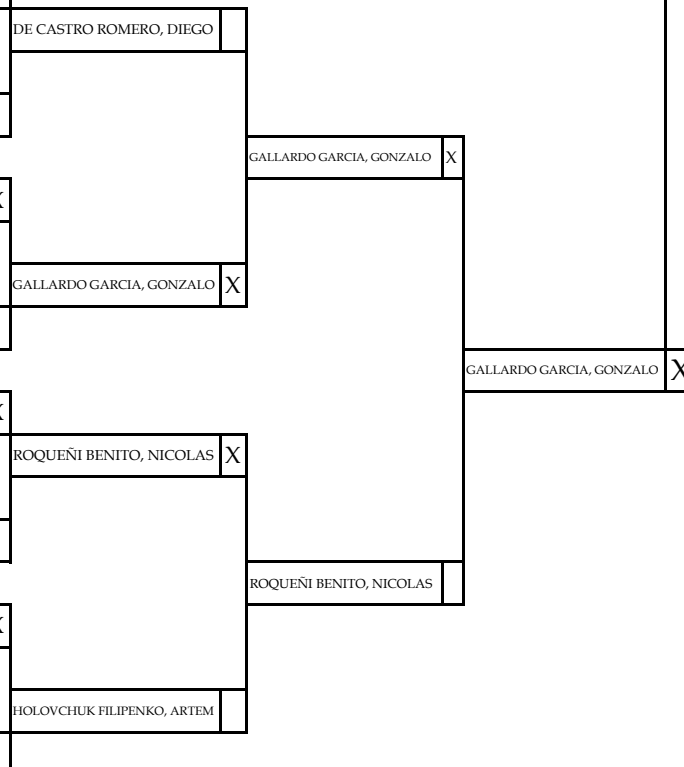 DE CASTRO ROMERO, DIEGO
GALLARDO GARCIA, GONZALO X
GALLARDO GARCIA, GONZALO X
GALLARDO GARCIA, GONZALO X
ROQUEÑI BENITO, NICOLAS X
ROQUEÑI BENITO, NICOLAS
HOLOVCHUK FILIPENKO, ARTEM